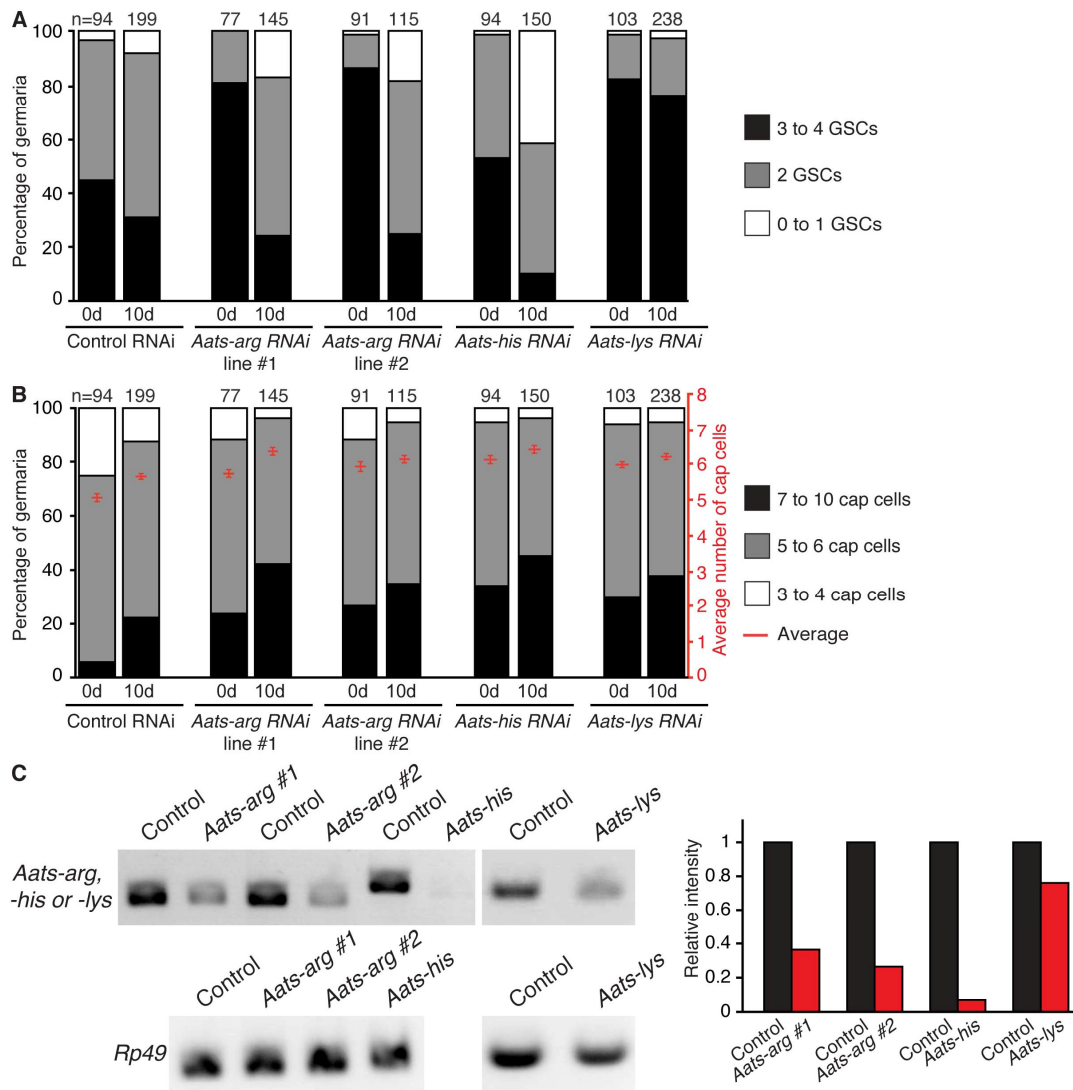 A
n=94 199 77 145 91 115 94 150 103 238
Percentage of germaria
100
80
60
40
20
0
0d 10d 0d 10d 0d 10d 0d 10d 0d 10d
Control RNAi Aats-arg RNAi Aats-arg RNAi Aats-his RNAi Aats-lys RNAi
line #1 line #2
3 to 4 GSCs
2 GSCs
0 to 1 GSCs
B
n=94 199 77 145 91 115 94 150 103 238
Percentage of germaria
100
80
60
40
20
0
8
7
6
5
4
3
2
1
0
Average number of cap cells
0d 10d 0d 10d 0d 10d 0d 10d 0d 10d
Control RNAi Aats-arg RNAi Aats-arg RNAi Aats-his RNAi Aats-lys RNAi
line #1 line #2
7 to 10 cap cells
5 to 6 cap cells
3 to 4 cap cells
Average
C
Control Aats-arg #1 Control Aats-arg #2 Control Aats-his Control Aats-lys
Aats-arg,
-his or -lys
Control Aats-arg #1 Aats-arg #2 Aats-his Control Aats-lys
Rp49
Relative intensity
1
0.8
0.6
0.4
0.2
0
Control Aats-arg #1 Control Aats-arg #2 Control Aats-his Control Aats-lys